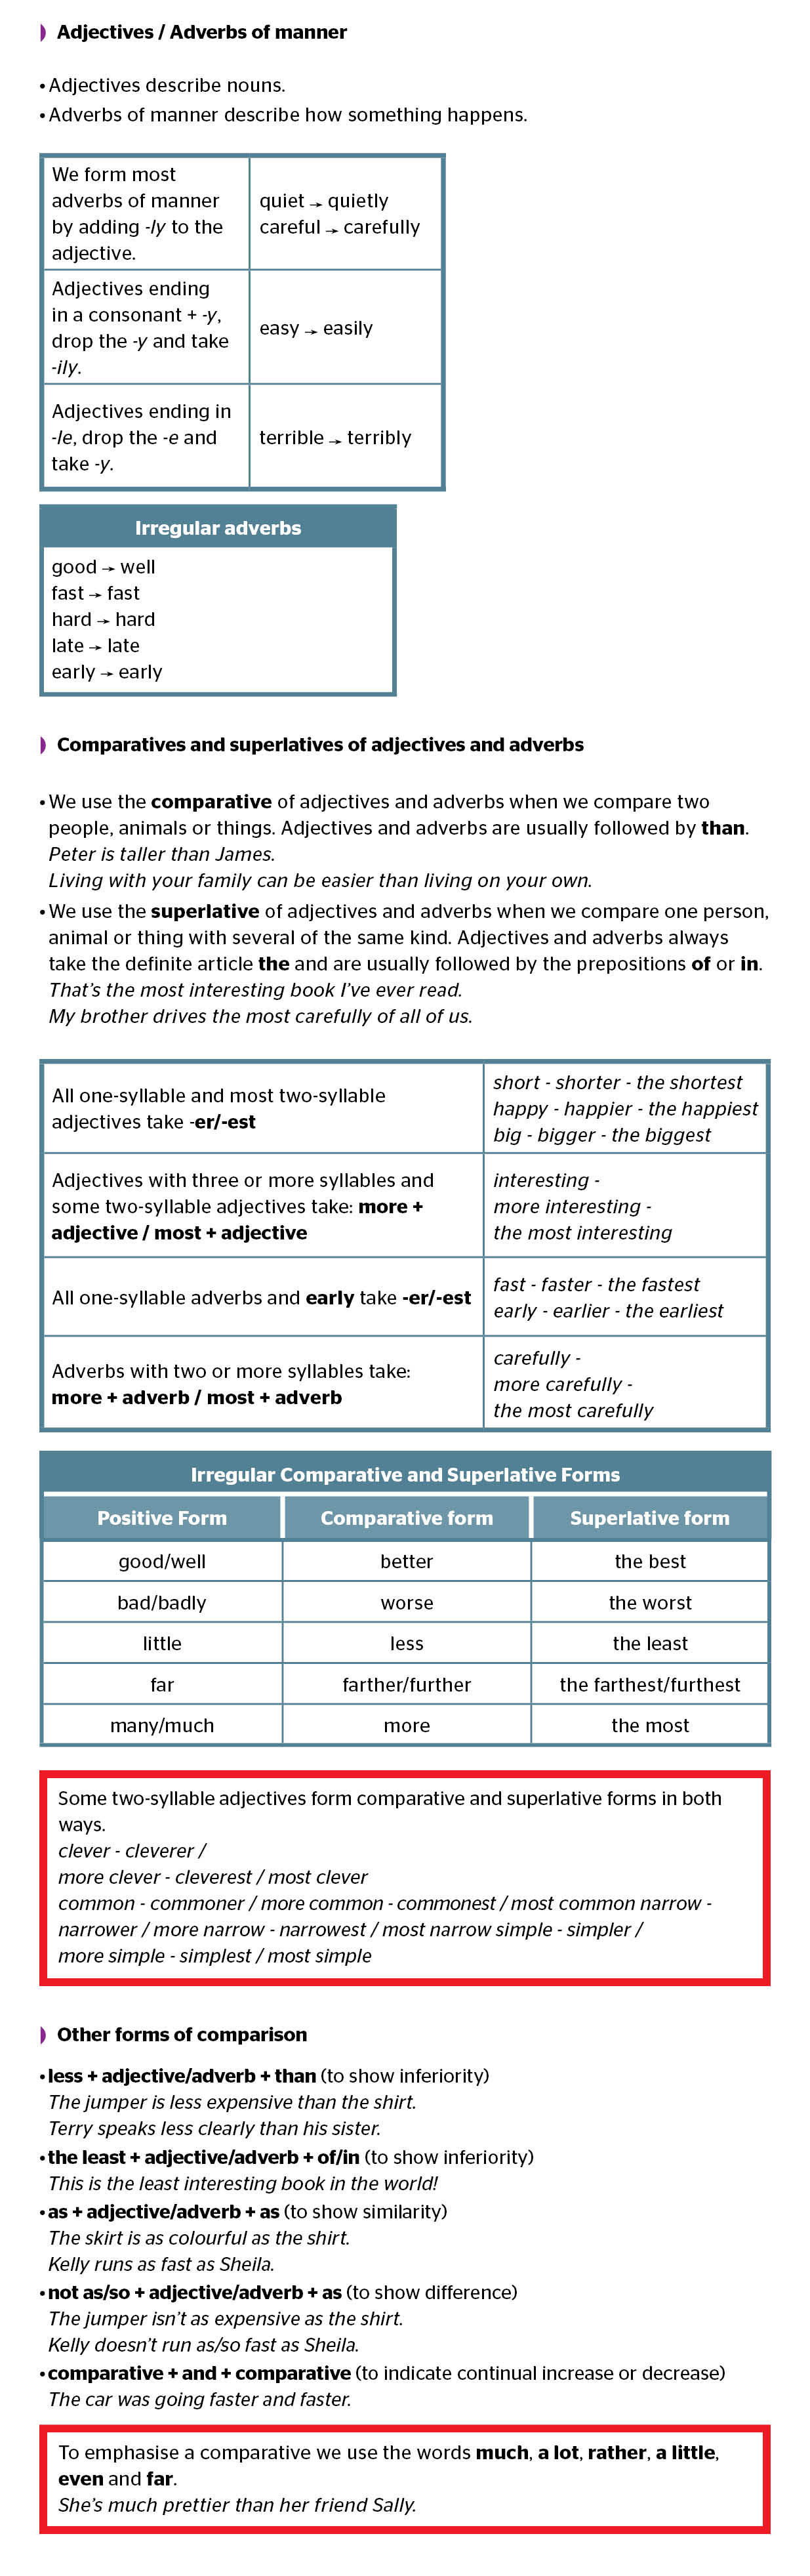 Adjectives / Adverbs of manner
• Adjectives describe nouns.
• Adverbs of manner describe how something happens.
We form most
adverbs of manner
by adding -ly to the
adjective.
quiet → quietly
careful → carefully
Adjectives ending
in a consonant + -y,
drop the -y and take
-ily.
easy → easily
Adjectives ending in
-le, drop the -e and
take -y.
terrible → terribly
Irregular adverbs
good → well
fast → fast
hard → hard
late → late
early → early
Comparatives and superlatives of adjectives and adverbs
• We use the comparative of adjectives and adverbs when we compare two
people, animals or things. Adjectives and adverbs are usually followed by than.
Peter is taller than James.
Living with your family can be easier than living on your own.
• We use the superlative of adjectives and adverbs when we compare one person,
animal or thing with several of the same kind. Adjectives and adverbs always
take the definite article the and are usually followed by the prepositions of or in.
That's the most interesting book I've ever read.
My brother drives the most carefully of all of us.
All one-syllable and most two-syllable
adjectives take -er/-est
short - shorter - the shortest
happy - happier - the happiest
big - bigger - the biggest
Adjectives with three or more syllables and
some two-syllable adjectives take: more +
adjective / most + adjective
interesting -
more interesting -
the most interesting
All one-syllable adverbs and early take -er/-est
fast - faster - the fastest
early - earlier - the earliest
Adverbs with two or more syllables take:
more + adverb / most + adverb
carefully -
more carefully -
the most carefully
Irregular Comparative and Superlative Forms
Positive Form Comparative form Superlative form
good/well better the best
bad/badly worse the worst
little less the least
far farther/further the farthest/furthest
many/much more the most
Some two-syllable adjectives form comparative and superlative forms in both
ways.
clever - cleverer /
more clever - cleverest / most clever
common - commoner / more common - commonest / most common narrow -
narrower / more narrow - narrowest / most narrow simple - simpler /
more simple - simplest / most simple
Other forms of comparison
• less + adjective/adverb + than (to show inferiority)
The jumper is less expensive than the shirt.
Terry speaks less clearly than his sister.
• the least + adjective/adverb + of/in (to show inferiority)
This is the least interesting book in the world!
• as + adjective/adverb + as (to show similarity)
The skirt is as colourful as the shirt.
Kelly runs as fast as Sheila.
• not as/so + adjective/adverb + as (to show difference)
The jumper isn't as expensive as the shirt.
Kelly doesn't run as/so fast as Sheila.
• comparative + and + comparative (to indicate continual increase or decrease)
The car was going faster and faster.
To emphasise a comparative we use the words much, a lot, rather, a little,
even and far.
She's much prettier than her friend Sally.